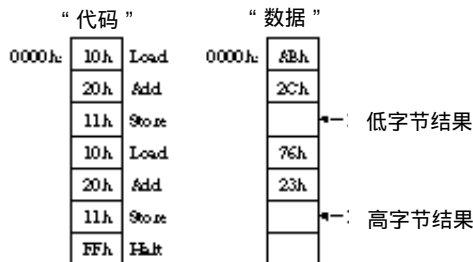 “ 代码 ” “ 数据 ”
0000h: 10h Load 0000h: ABh
20h Add 2Ch
11h Store 低字节结果
10h Load 76h
20h Add 23h
11h Store 高字节结果
FFh Halt